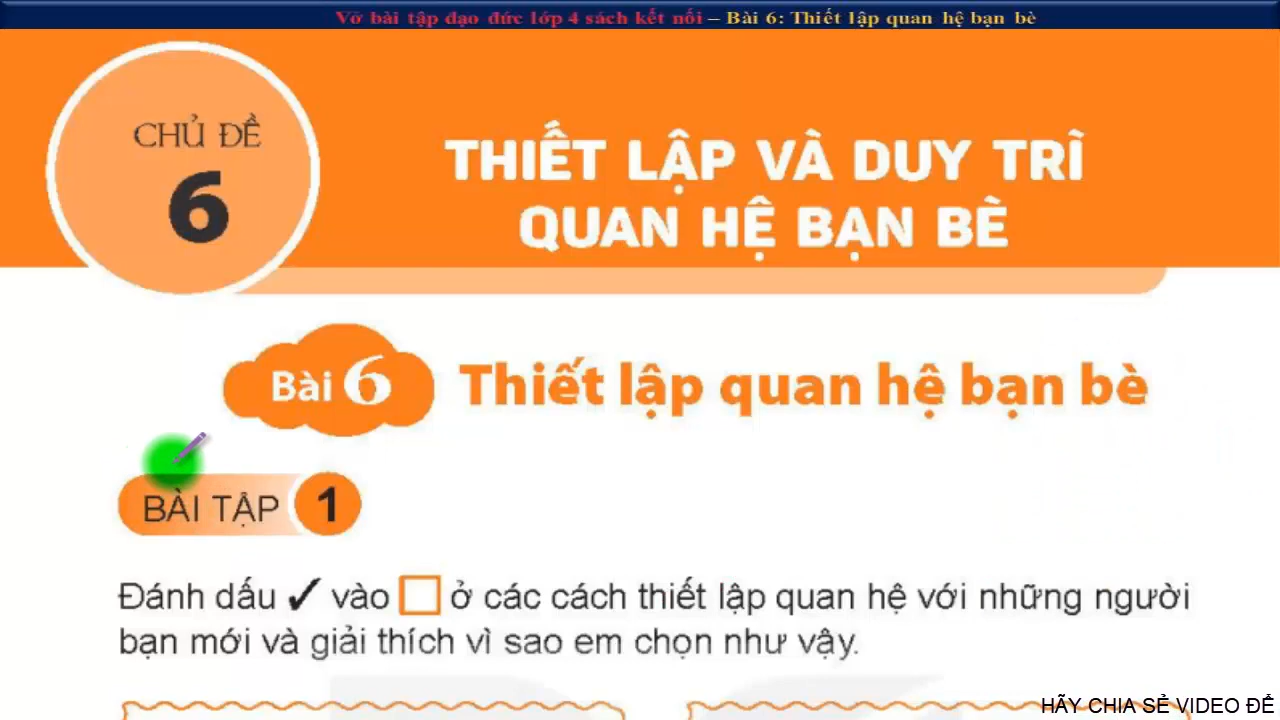 Vở bài tập đạo đức lớp 4 sách kết nối – Bài 6: Thiết lập quan hệ bạn bè
CHỦ ĐỀ
6
THIẾT LẬP VÀ DUY TRÌ
QUAN HỆ BẠN BÈ
Bài 6 Thiết lập quan hệ bạn bè
BÀI TẬP 1
Đánh dấu ✓ vào □ ở các cách thiết lập quan hệ với những người
bạn mới và giải thích vì sao em chọn như vậy.
HÃY CHIA SẺ VIDEO ĐỂ